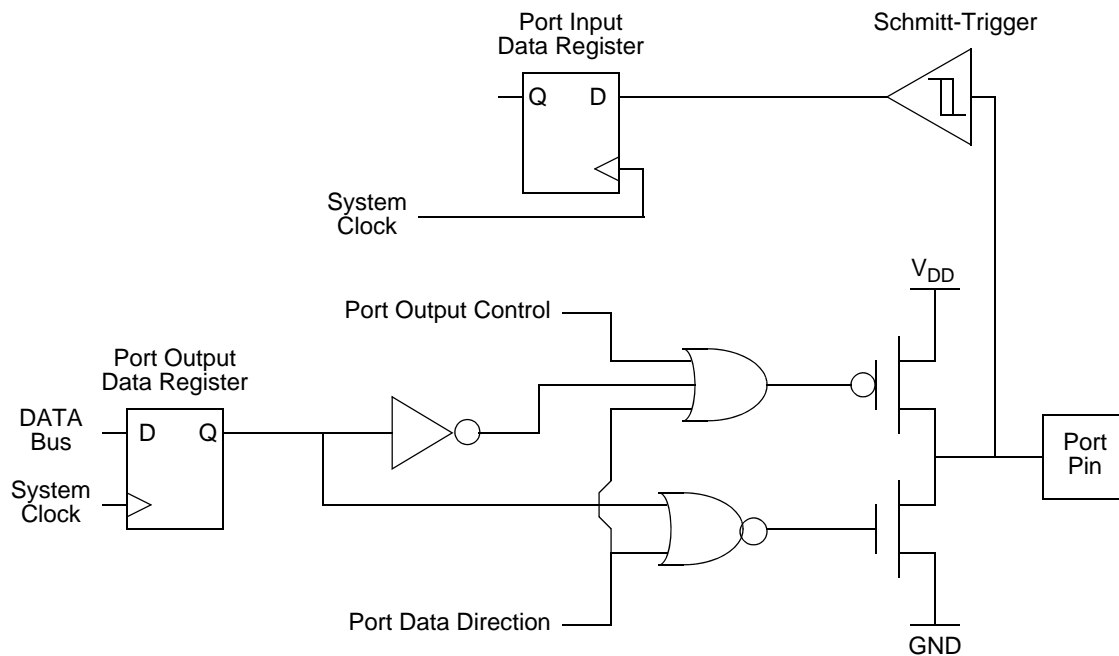 Port Input
Data Register
Schmitt-Trigger
Q D
System
Clock
VDD
Port Output Control
Port Output
Data Register
DATA
Bus
D Q
System
Clock
Port
Pin
Port Data Direction
GND